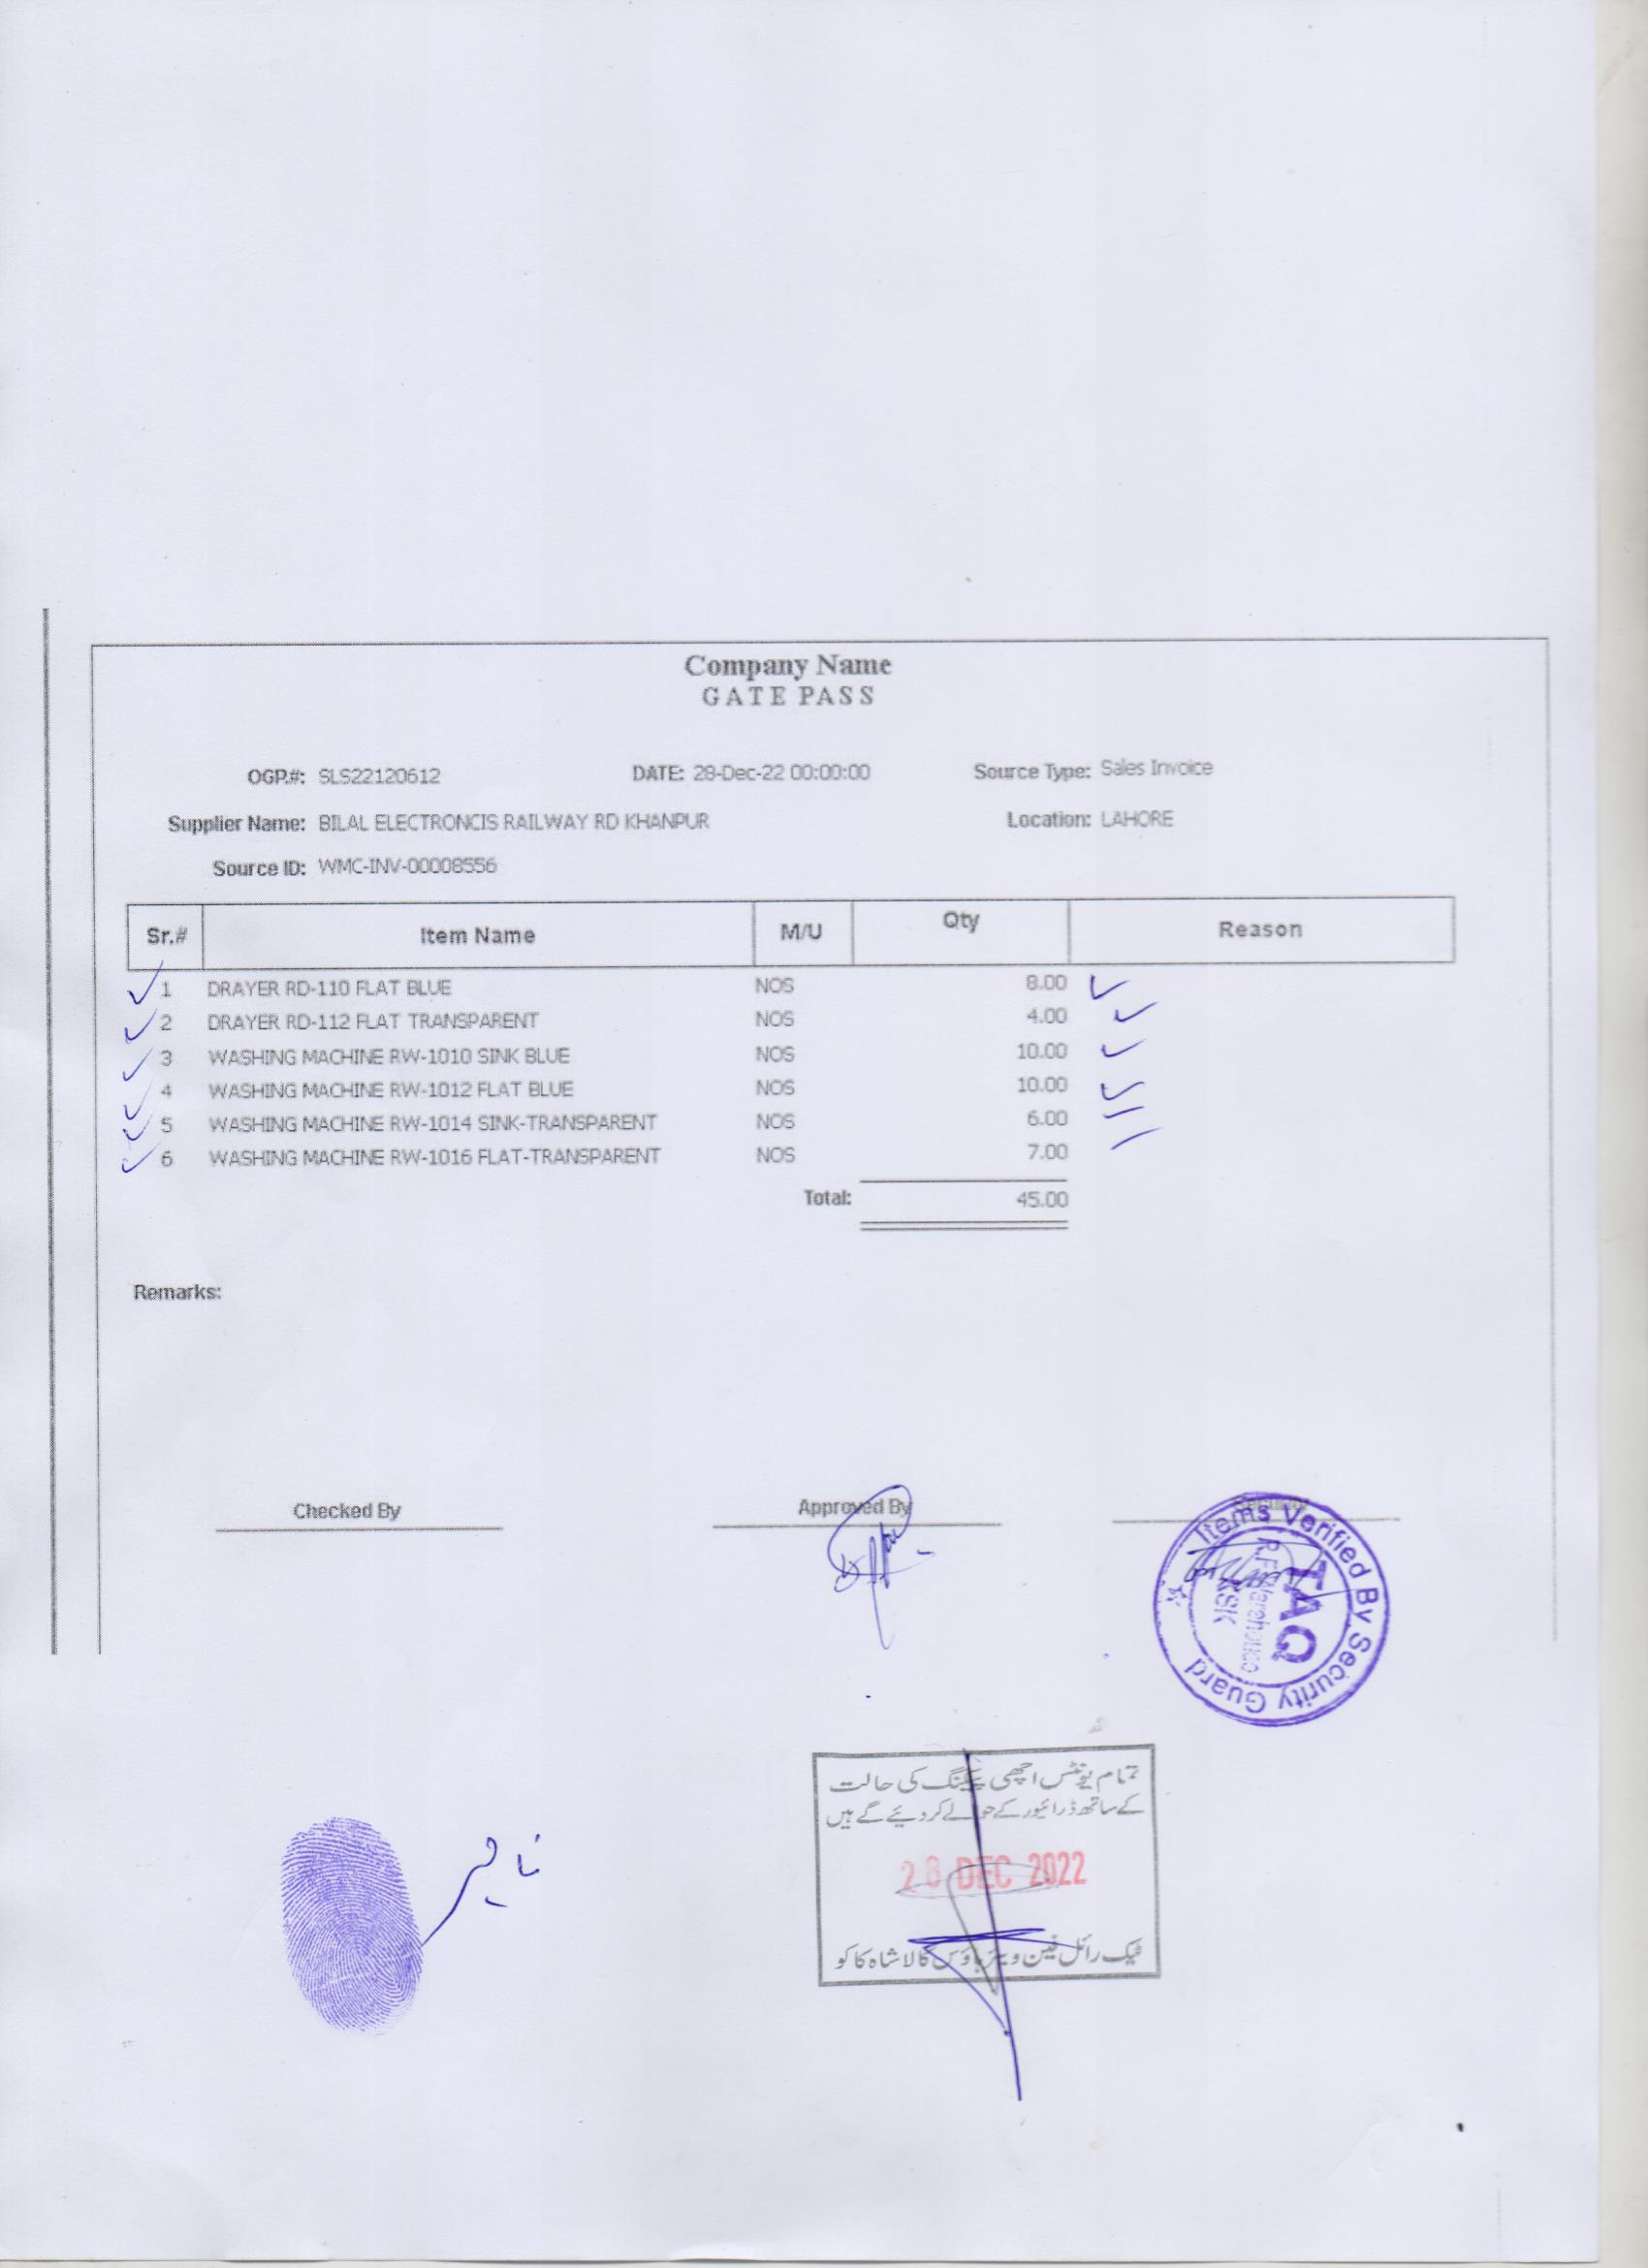 Company Name
GATE PASS
OGP.#: SLS22120612 DATE: 28-Dec-22 00:00:00 Source Type: Sales Invoice
Supplier Name: BILAL ELECTRONCIS RAILWAY RD KHANPUR Location: LAHORE
Source ID: WMC-INV-00008556
Sr.# Item Name M/U Qty Reason
1 DRAYER RD-110 FLAT BLUE NOS 8.00
2 DRAYER RD-112 FLAT TRANSPARENT NOS 4.00
3 WASHING MACHINE RW-1010 SINK BLUE NOS 10.00
4 WASHING MACHINE RW-1012 FLAT BLUE NOS 10.00
5 WASHING MACHINE RW-1014 SINK-TRANSPARENT NOS 6.00
6 WASHING MACHINE RW-1016 FLAT-TRANSPARENT NOS 7.00
Total: 45.00
Remarks:
Checked By Approved By Security
Items Verified By Security Guard
TAQ
R.F Warehouse
KSK
تمام یونٹس اچھی پیکنگ کی حالت
کے ساتھ ڈرائیور کے حوالے کر دیئے گے ہیں
28 DEC 2022
ٹیک رائل فین ویئر ہاؤس کالا شاہ کاکو